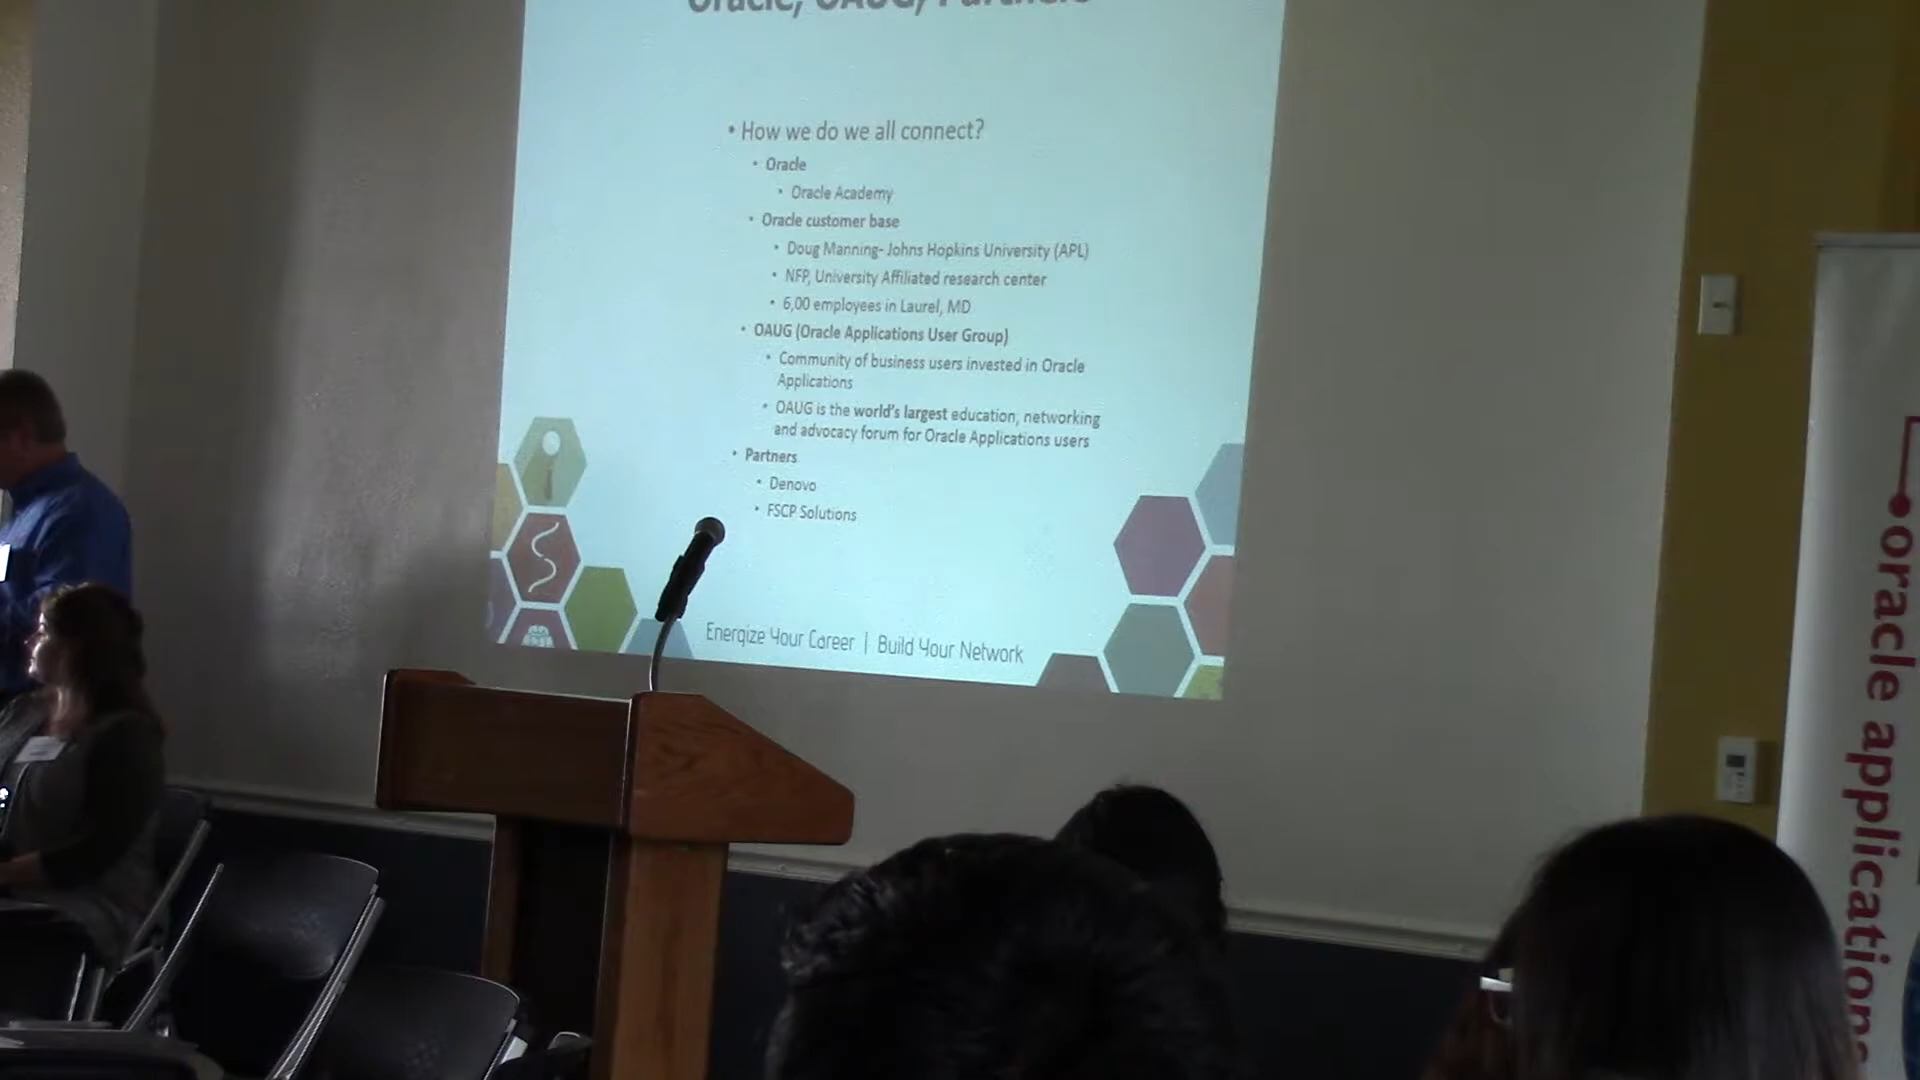 Oracle, OAUG, Partners
• How we do we all connect?
• Oracle
• Oracle Academy
• Oracle customer base
• Doug Manning- Johns Hopkins University (APL)
• NFP, University Affiliated research center
• 6,00 employees in Laurel, MD
• OAUG (Oracle Applications User Group)
• Community of business users invested in Oracle
Applications
• OAUG is the world's largest education, networking
and advocacy forum for Oracle Applications users
• Partners
• Denovo
• FSCP Solutions
Energize Your Career | Build Your Network
oracle applications